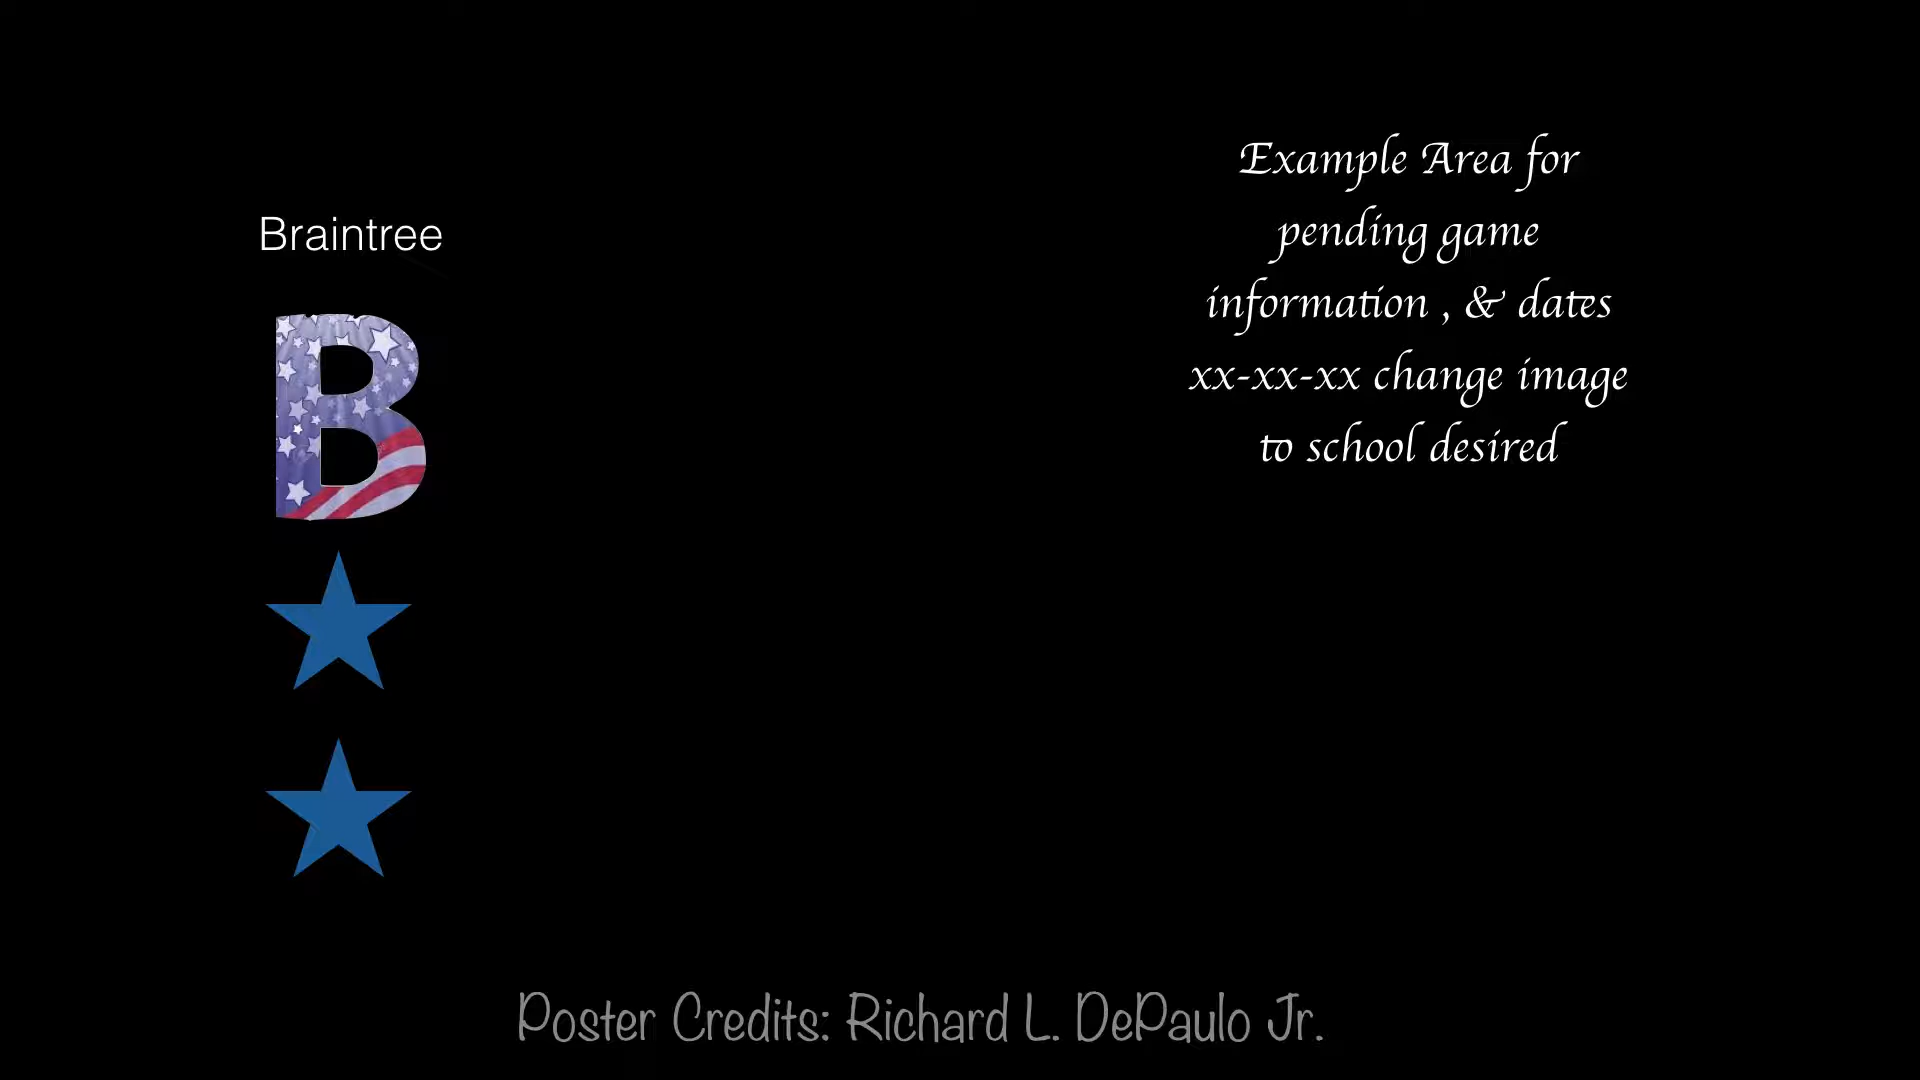 Braintree
B
Example Area for
pending game
information , & dates
xx-xx-xx change image
to school desired
Poster Credits: Richard L. DePaulo Jr.